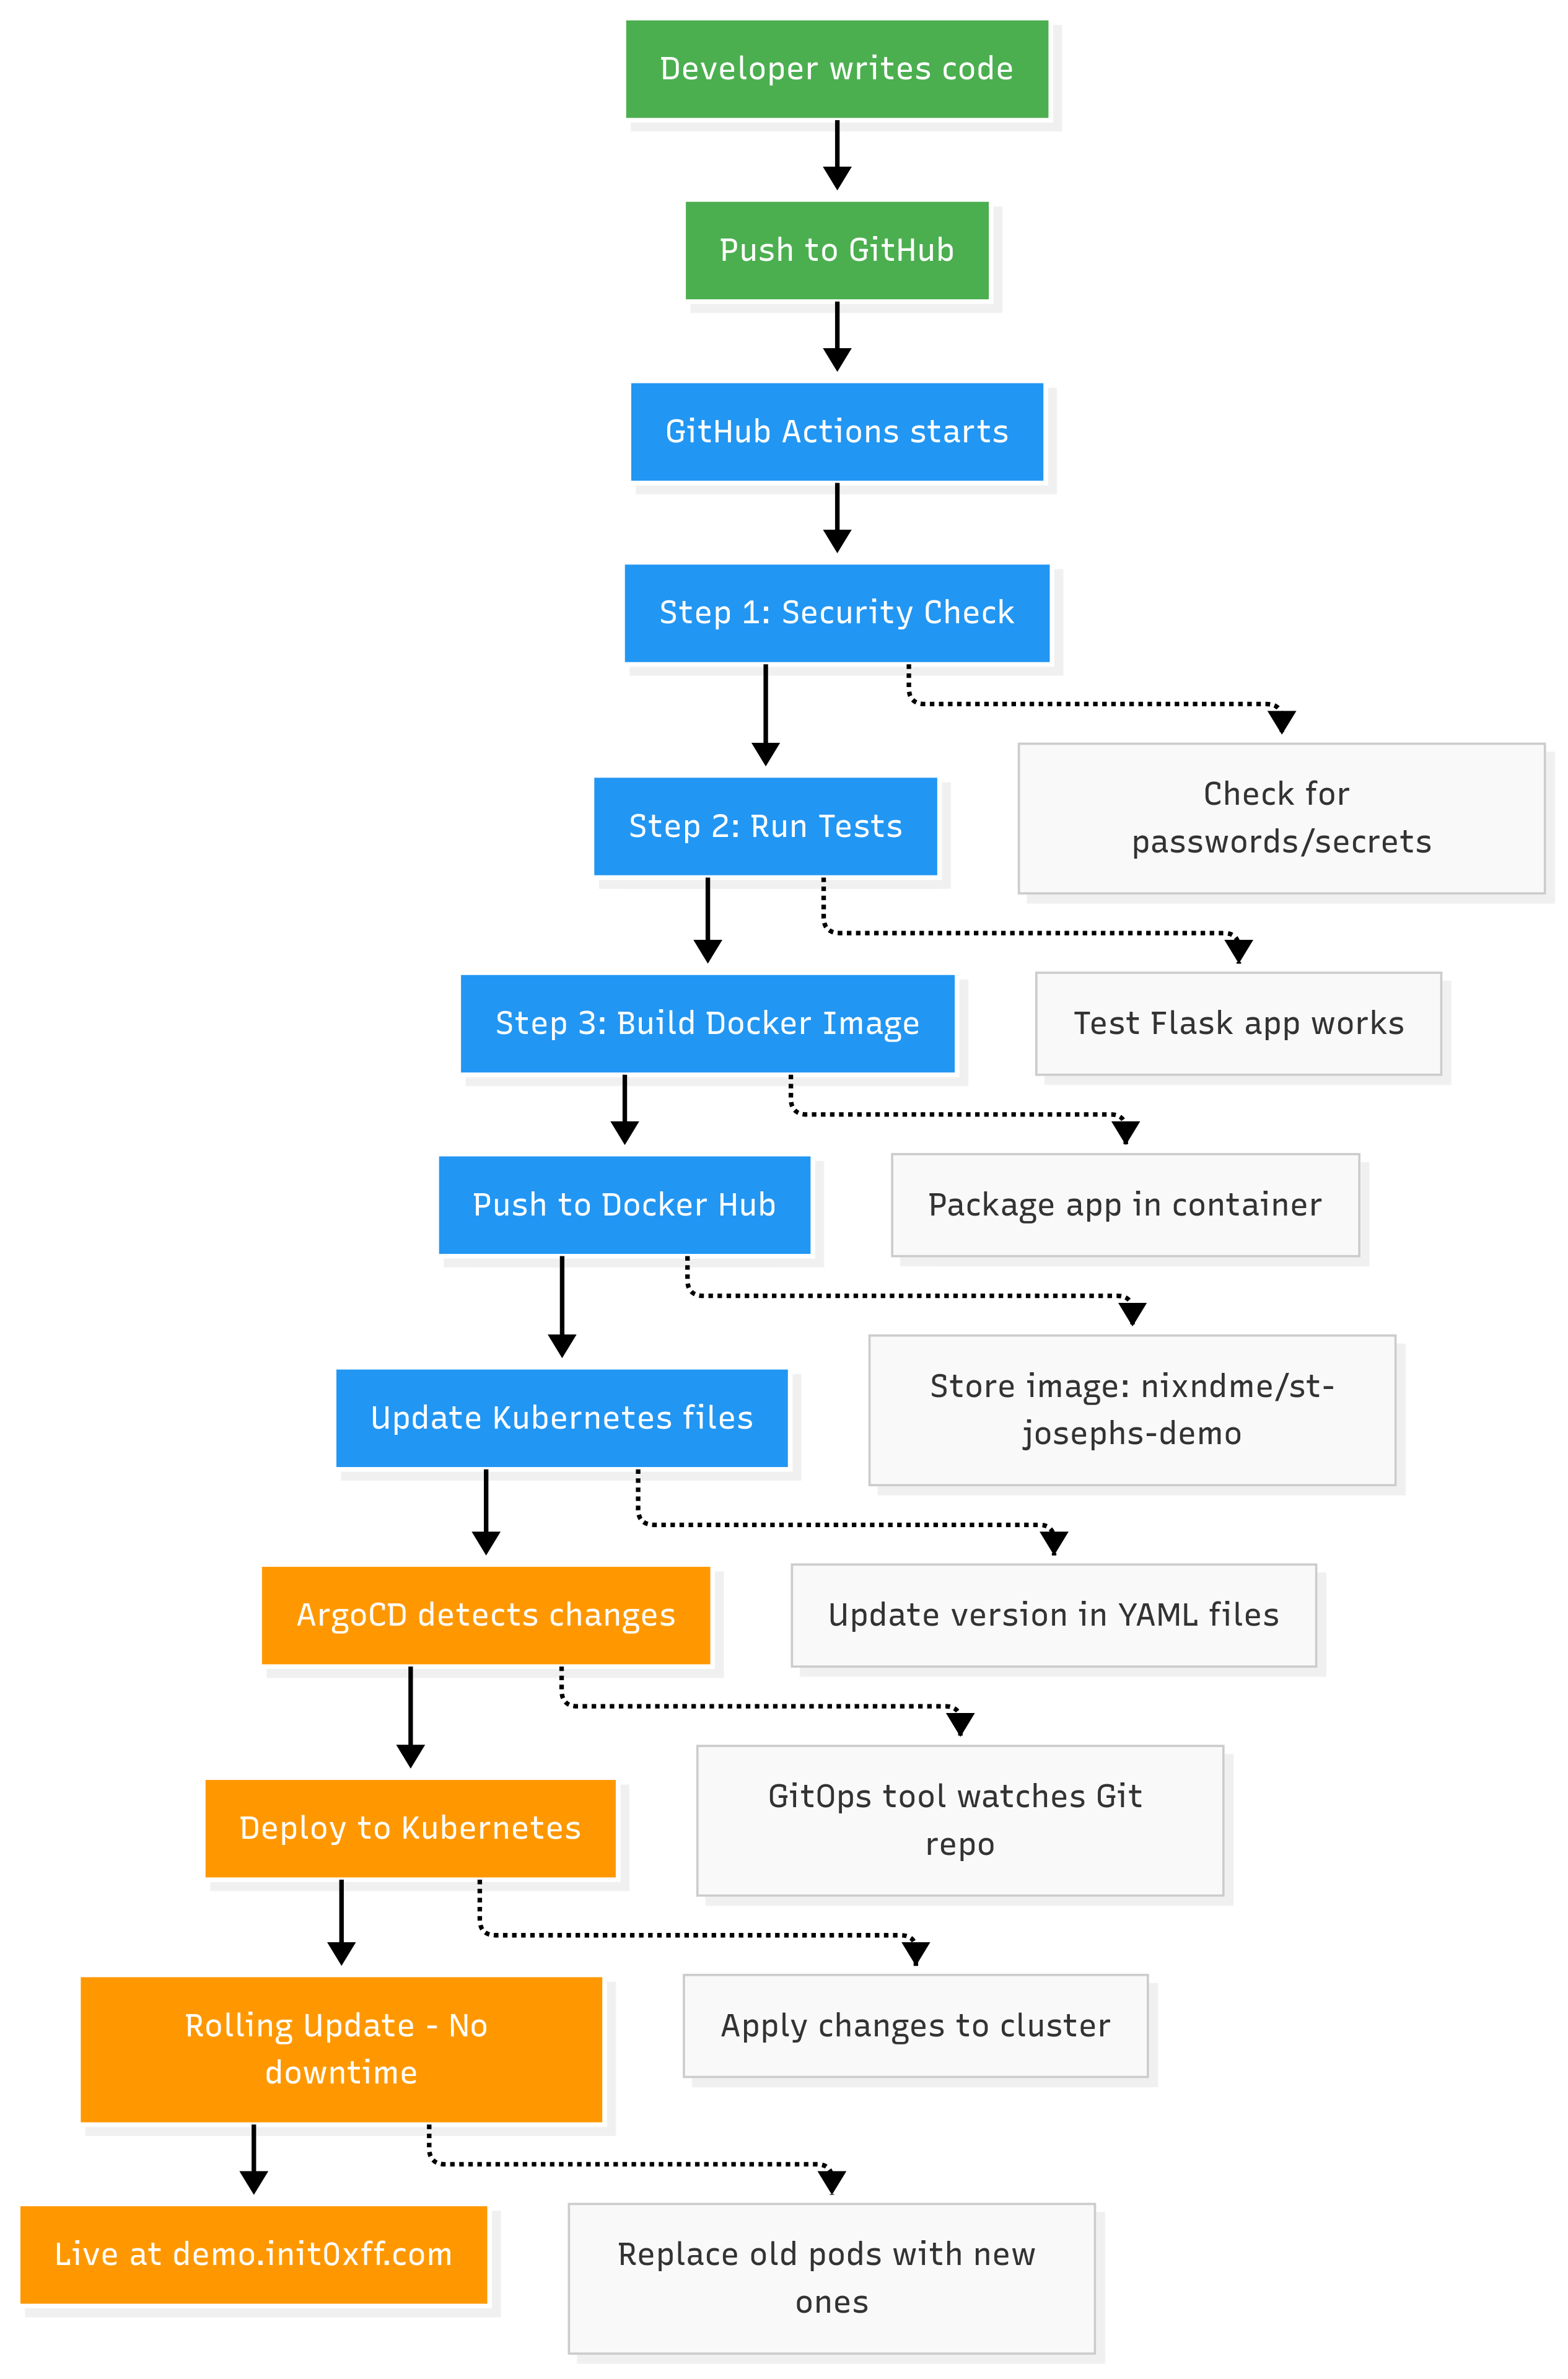 Developer writes code
Push to GitHub
GitHub Actions starts
Step 1: Security Check
Check for
passwords/secrets
Step 2: Run Tests
Test Flask app works
Step 3: Build Docker Image
Package app in container
Push to Docker Hub
Store image: nixndme/st-
josephs-demo
Update Kubernetes files
Update version in YAML files
ArgoCD detects changes
GitOps tool watches Git
repo
Deploy to Kubernetes
Apply changes to cluster
Rolling Update - No
downtime
Replace old pods with new
ones
Live at demo.init0xff.com